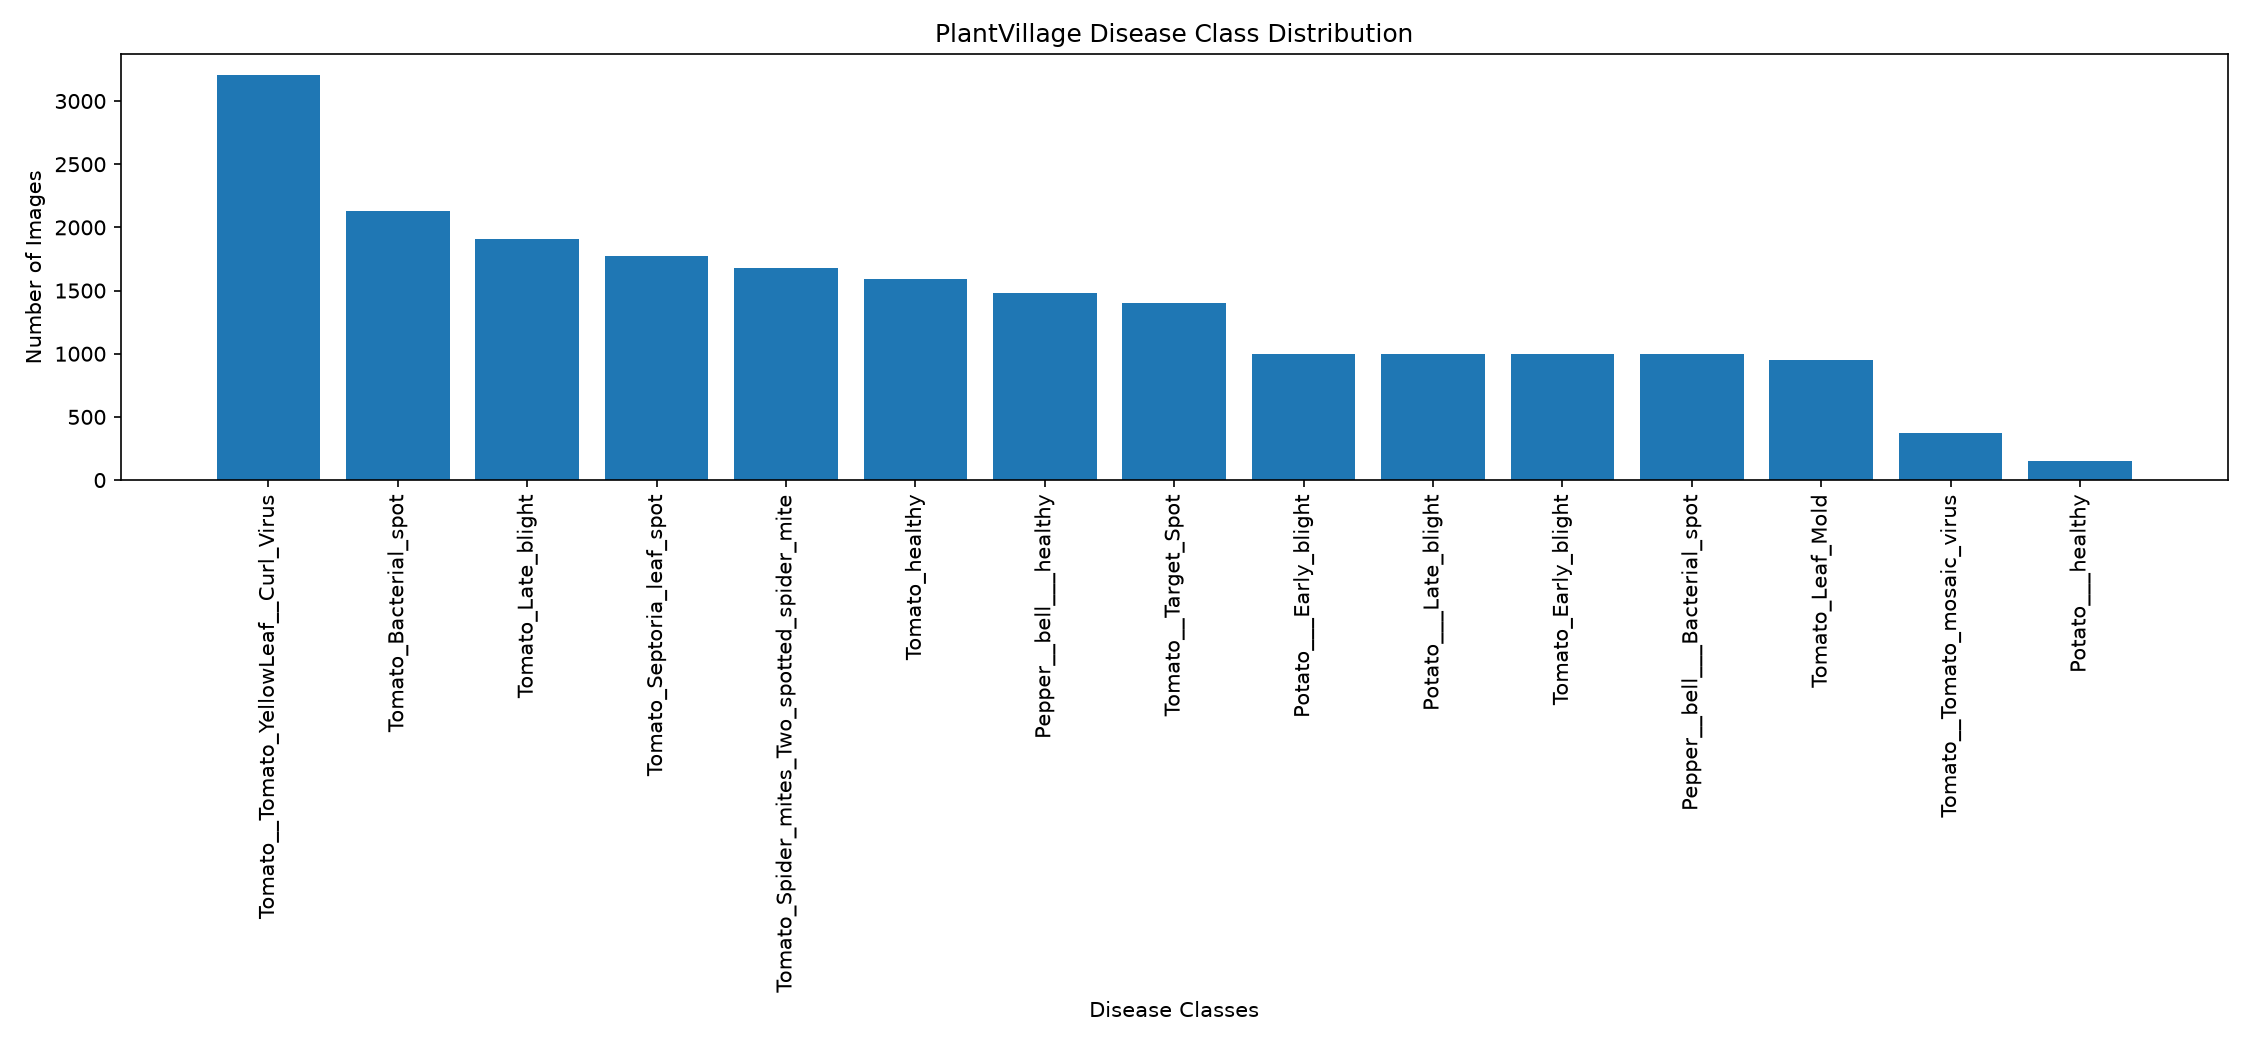 PlantVillage Disease Class Distribution
Number of Images
3000
2500
2000
1500
1000
500
0
Tomato__Tomato_YellowLeaf__Curl_Virus
Tomato_Bacterial_spot
Tomato_Late_blight
Tomato_Septoria_leaf_spot
Tomato_Spider_mites_Two_spotted_spider_mite
Tomato_healthy
Pepper__bell___healthy
Tomato__Target_Spot
Potato___Early_blight
Potato___Late_blight
Tomato_Early_blight
Pepper__bell___Bacterial_spot
Tomato_Leaf_Mold
Tomato__Tomato_mosaic_virus
Potato___healthy
Disease Classes